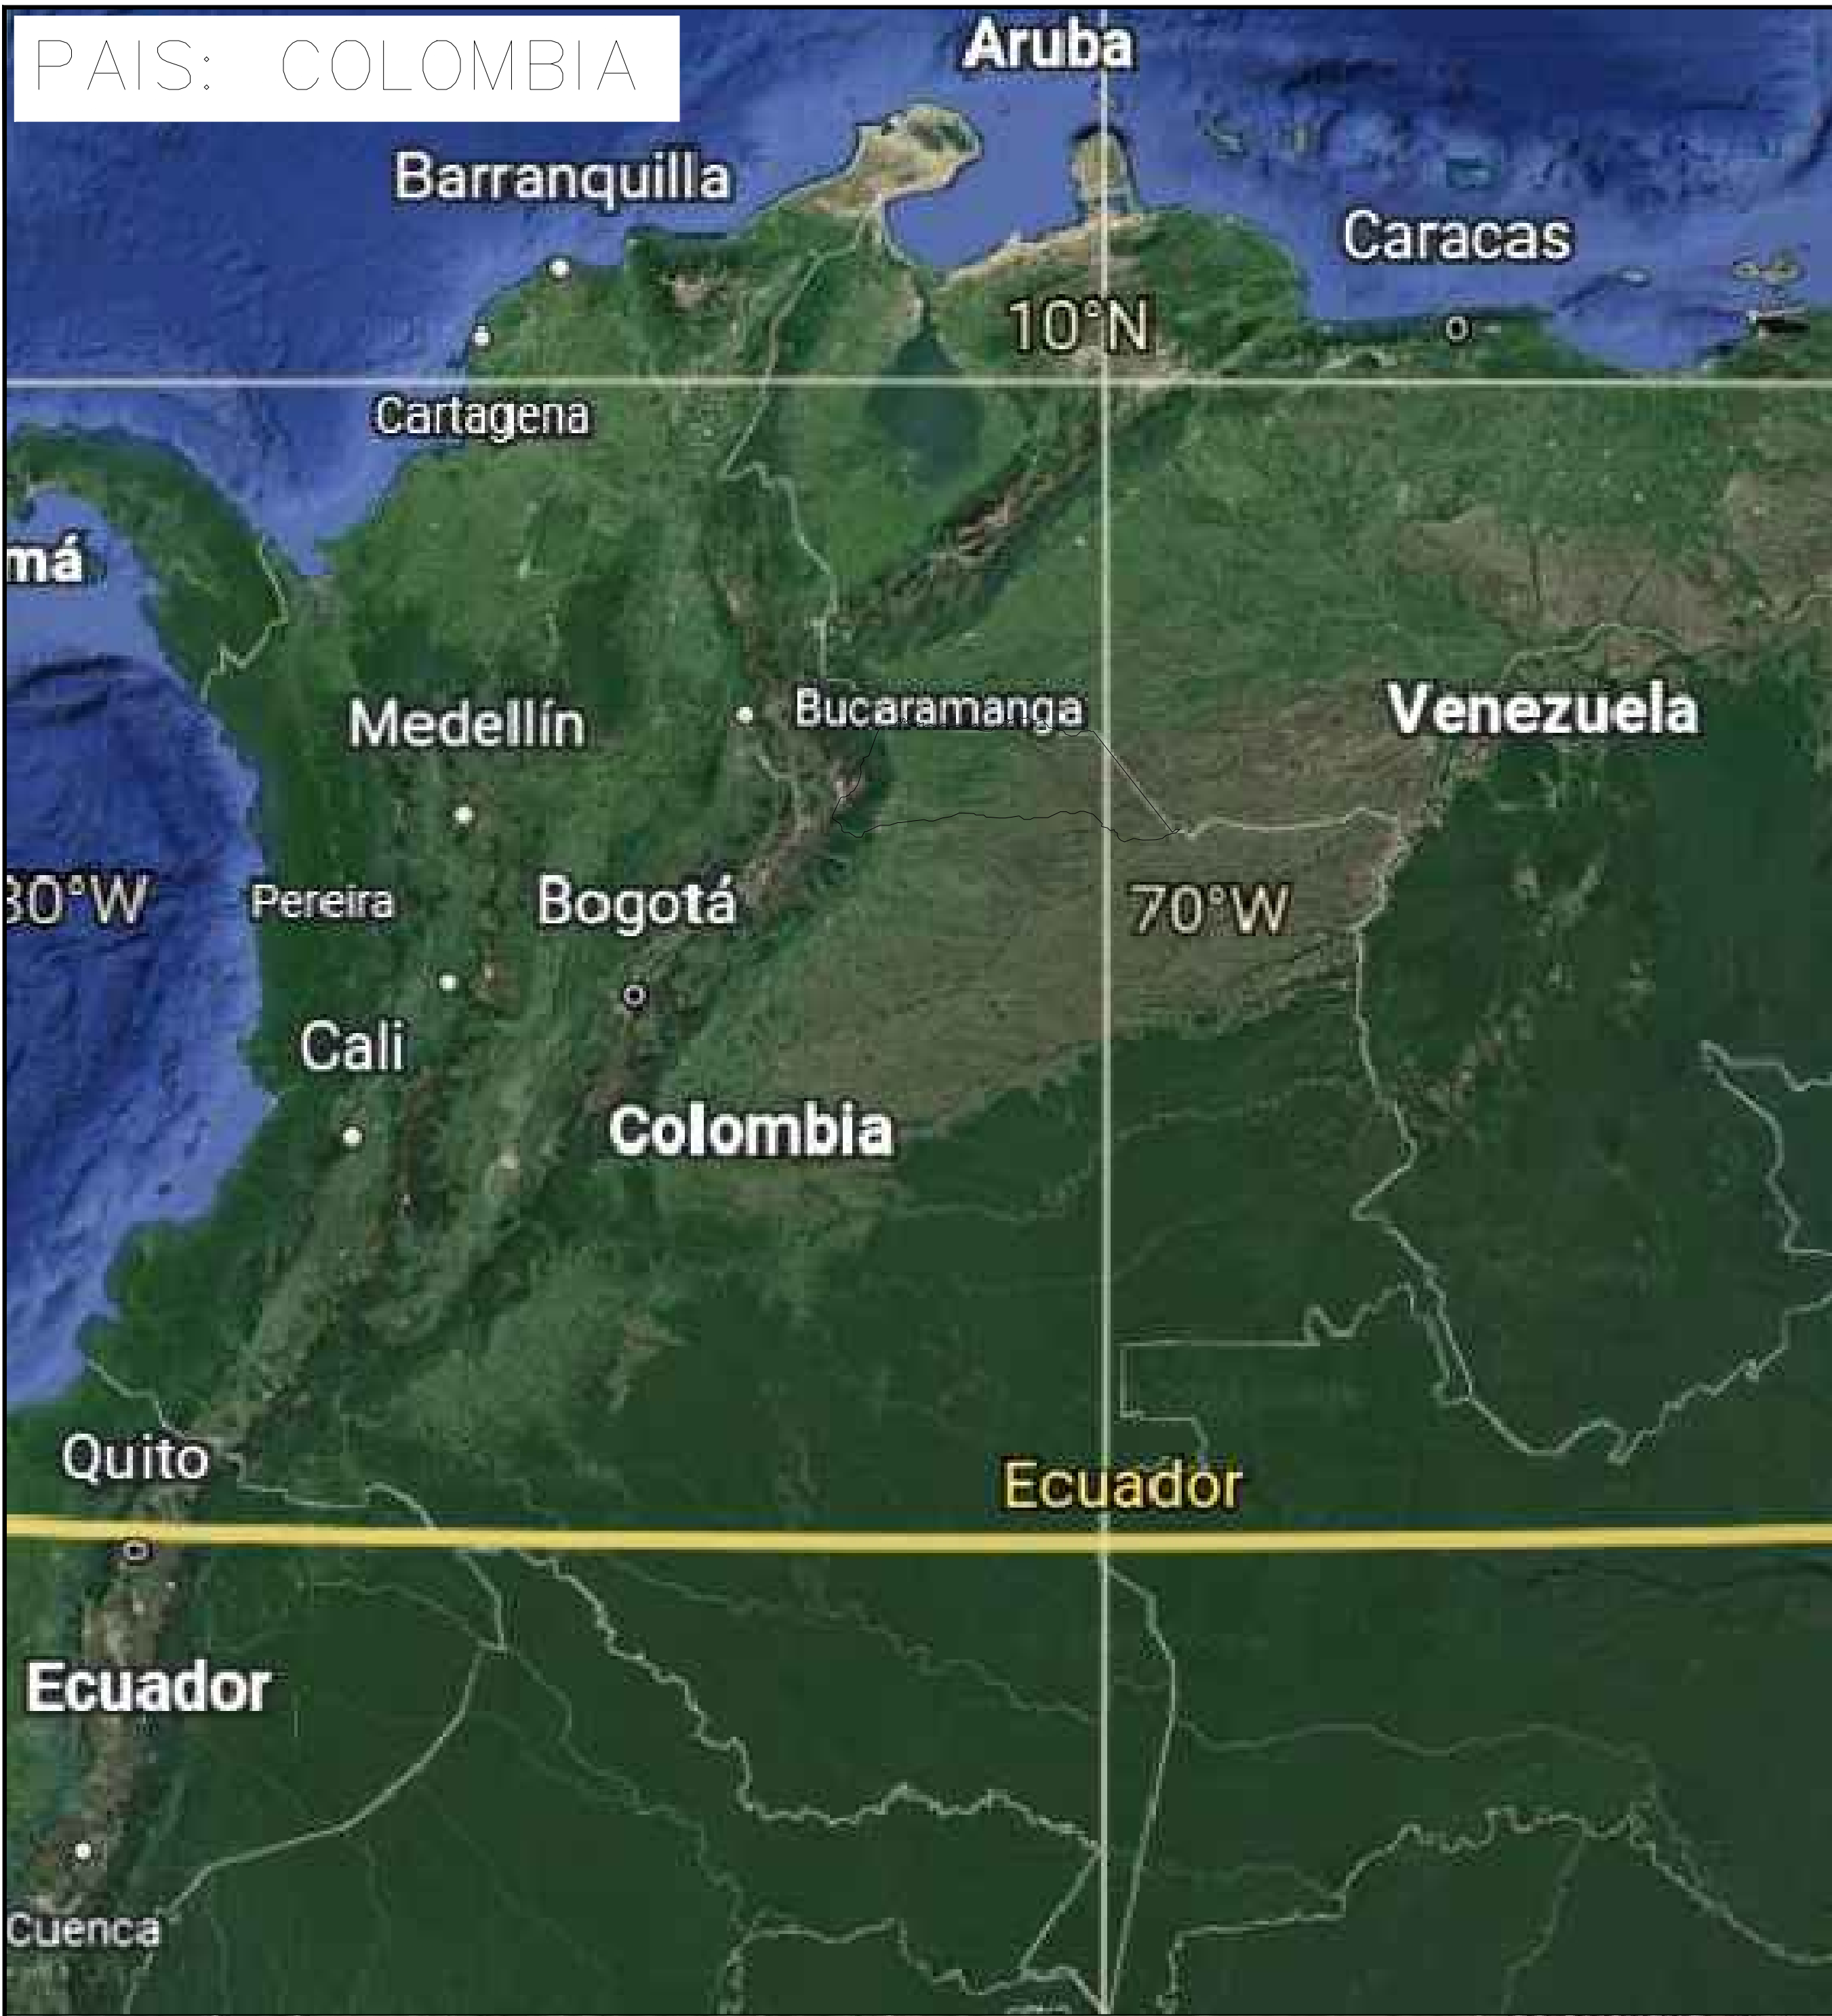 PAIS: COLOMBIA
Aruba
Barranquilla
Caracas
10°N
Cartagena
má
Medellín
Bucaramanga
Venezuela
30°W
Pereira
Bogotá
70°W
Cali
Colombia
Quito
Ecuador
Ecuador
Cuenca